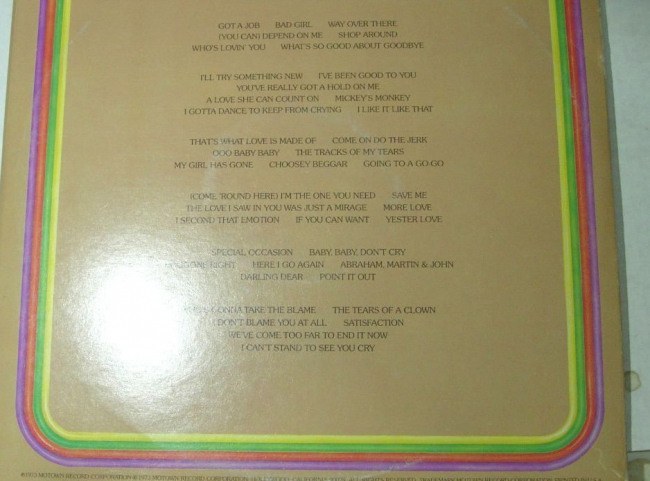 GOT A JOB BAD GIRL WAY OVER THERE
(YOU CAN) DEPEND ON ME SHOP AROUND
WHO'S LOVIN' YOU WHAT'S SO GOOD ABOUT GOODBYE
I'LL TRY SOMETHING NEW I'VE BEEN GOOD TO YOU
YOU'VE REALLY GOT A HOLD ON ME
A LOVE SHE CAN COUNT ON MICKEY'S MONKEY
I GOTTA DANCE TO KEEP FROM CRYING I LIKE IT LIKE THAT
THAT'S WHAT LOVE IS MADE OF COME ON DO THE JERK
OOO BABY BABY THE TRACKS OF MY TEARS
MY GIRL HAS GONE CHOOSEY BEGGAR GOING TO A GO-GO
(COME 'ROUND HERE) I'M THE ONE YOU NEED SAVE ME
THE LOVE I SAW IN YOU WAS JUST A MIRAGE MORE LOVE
I SECOND THAT EMOTION IF YOU CAN WANT YESTER LOVE
SPECIAL OCCASION BABY, BABY, DON'T CRY
RIGHT HERE I GO AGAIN ABRAHAM, MARTIN & JOHN
DARLING DEAR POINT IT OUT
GONNA TAKE THE BLAME THE TEARS OF A CLOWN
I DON'T BLAME YOU AT ALL SATISFACTION
WE'VE COME TOO FAR TO END IT NOW
I CAN'T STAND TO SEE YOU CRY
MOTOWN RECORD CORPORATION MOTOWN RECORD CORPORATION